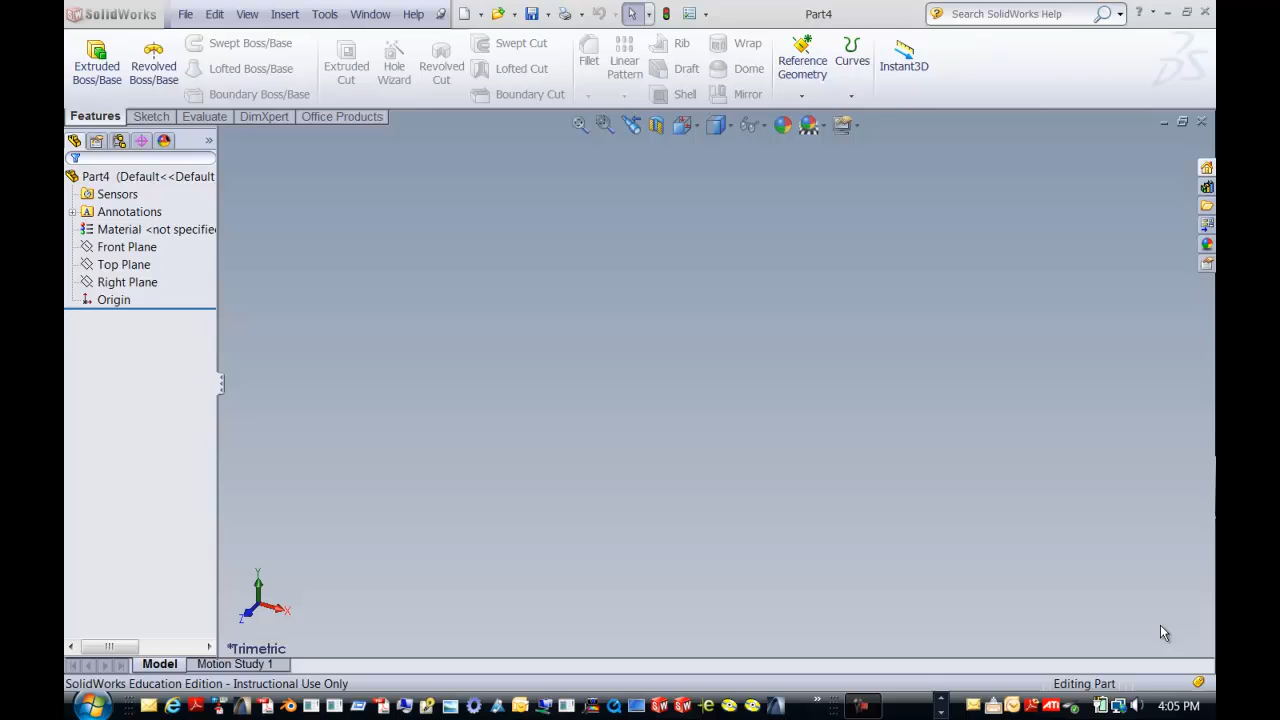 SolidWorks File Edit View Insert Tools Window Help Part4 Search SolidWorks Help
Extruded Boss/Base
Revolved Boss/Base
Swept Boss/Base
Lofted Boss/Base
Boundary Boss/Base
Extruded Cut
Hole Wizard
Revolved Cut
Swept Cut
Lofted Cut
Boundary Cut
Fillet
Linear Pattern
Rib
Draft
Shell
Wrap
Dome
Mirror
Reference Geometry
Curves
Instant3D
Features Sketch Evaluate DimXpert Office Products
Part4 (Default<<Default
Sensors
Annotations
Material <not specifie
Front Plane
Top Plane
Right Plane
Origin
Y
X
Z
*Trimetric
Model Motion Study 1
SolidWorks Education Edition - Instructional Use Only Editing Part
4:05 PM